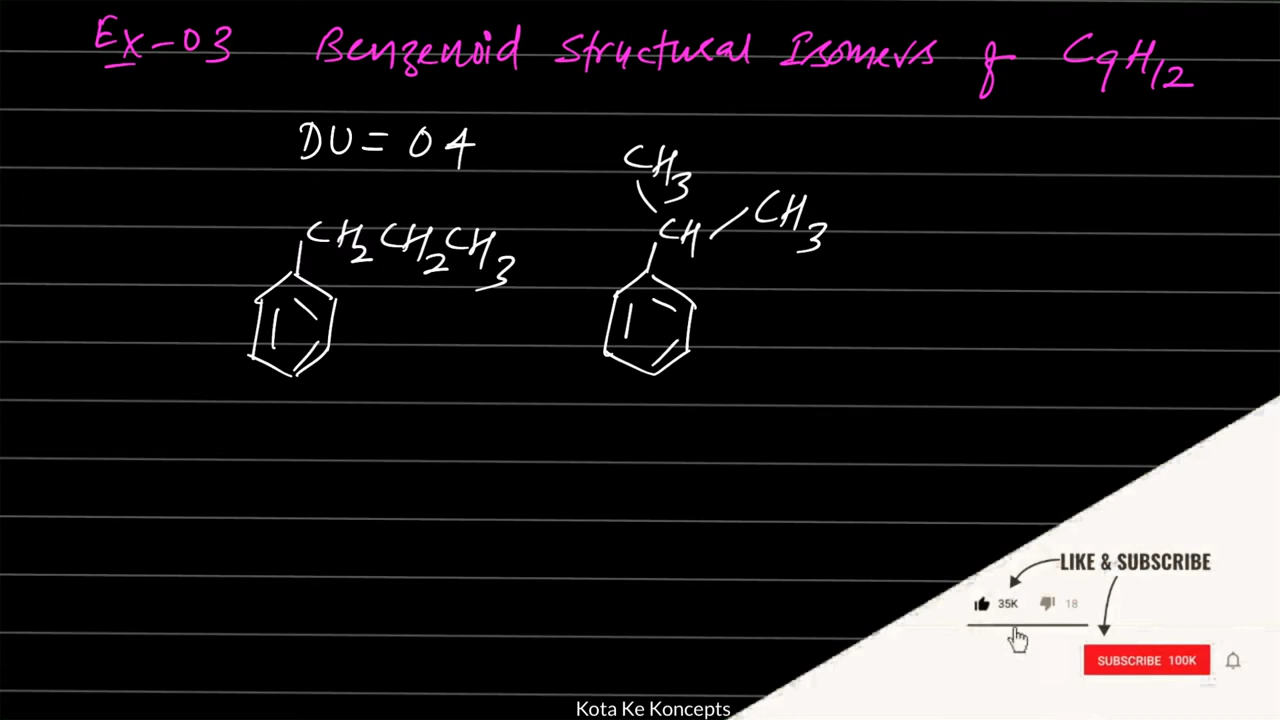 Ex-03 Benzenoid Structural Isomers of C9H12
DU = 04
CH3
CH CH3
CH2CH2CH3
LIKE & SUBSCRIBE
35K 18
SUBSCRIBE 100K
Kota Ke Koncepts